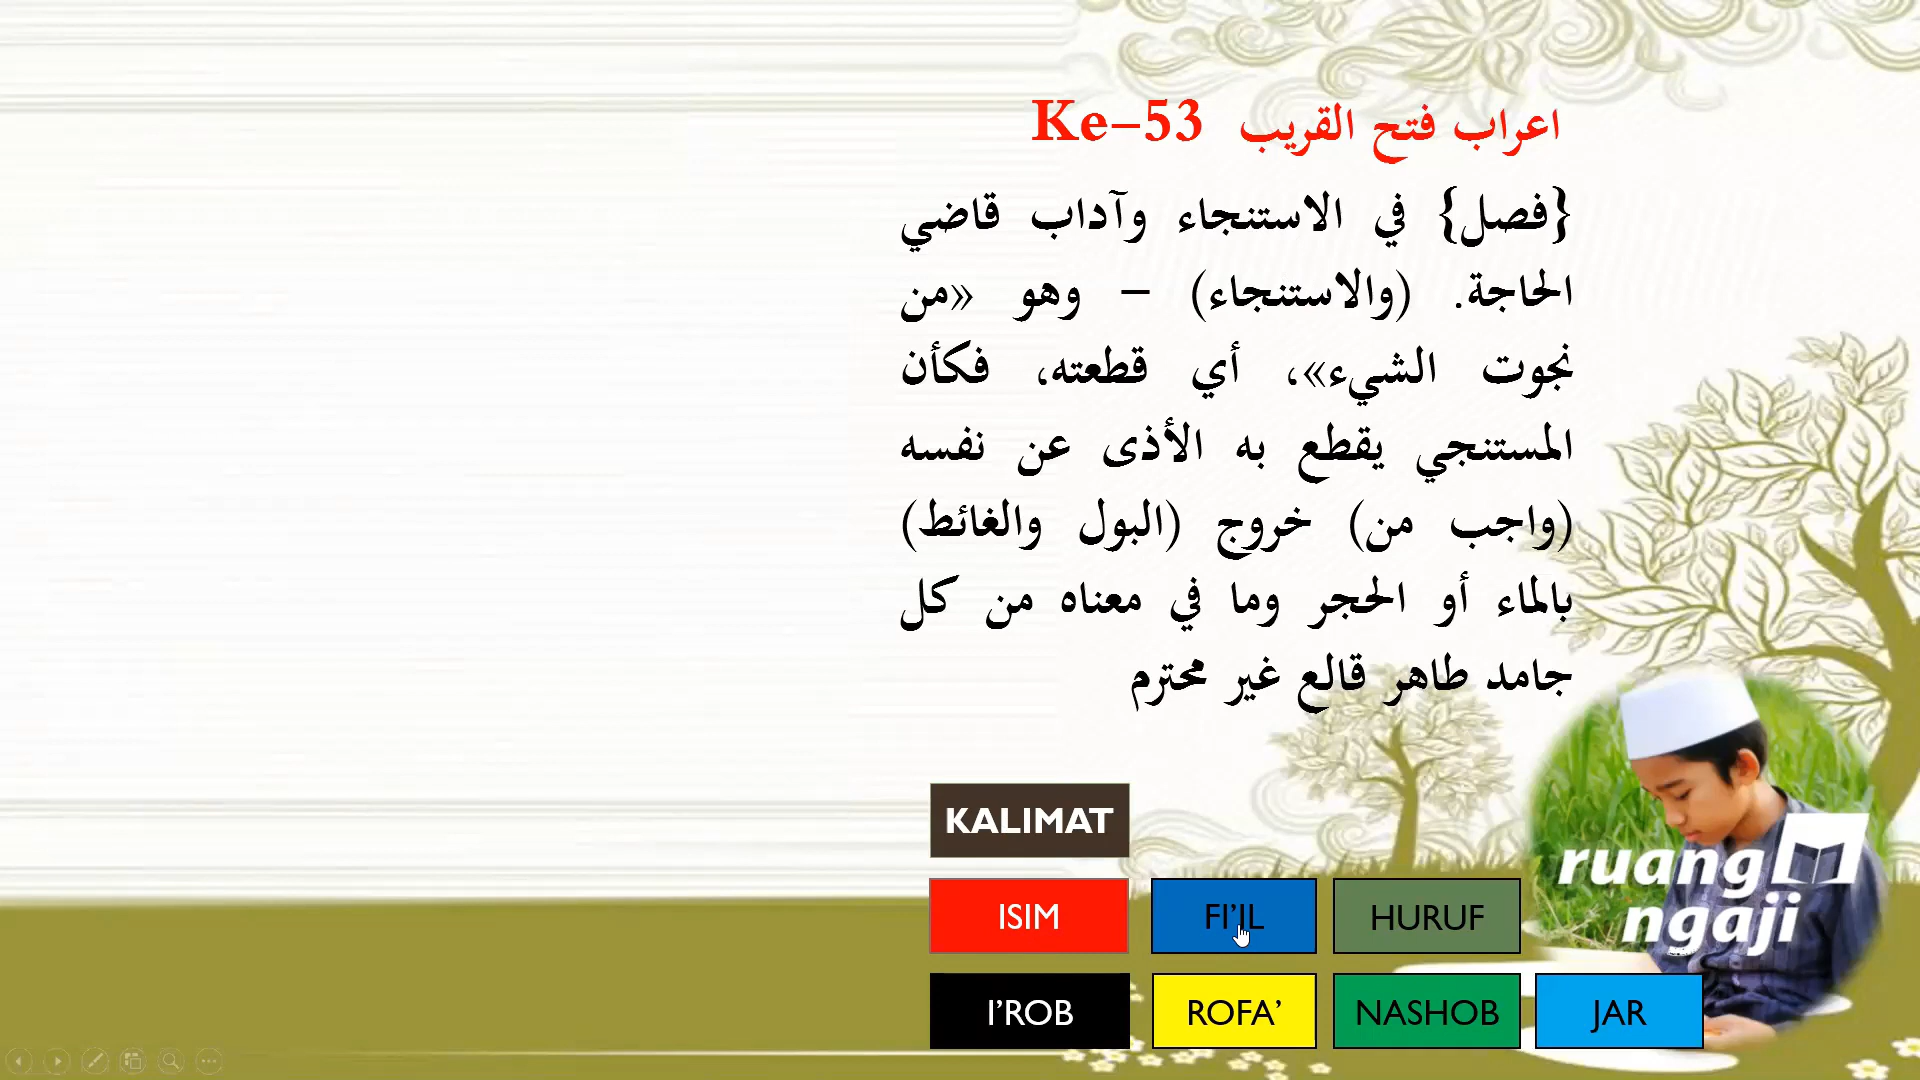 اعراب فتح القريب Ke-53
{فصل} في الاستنجاء وآداب قاضي
الحاجة. (والاستنجاء) - وهو «من
نجوت الشيء»، أي قطعته، فكأن
المستنجي يقطع به الأذى عن نفسه
(واجب من) خروج (البول والغائط)
بالماء أو الحجر وما في معناه من كل
جامد طاهر قالع غير محترم
KALIMAT
ISIM FI'IL HURUF
I'ROB ROFA' NASHOB JAR
ruang
ngaji